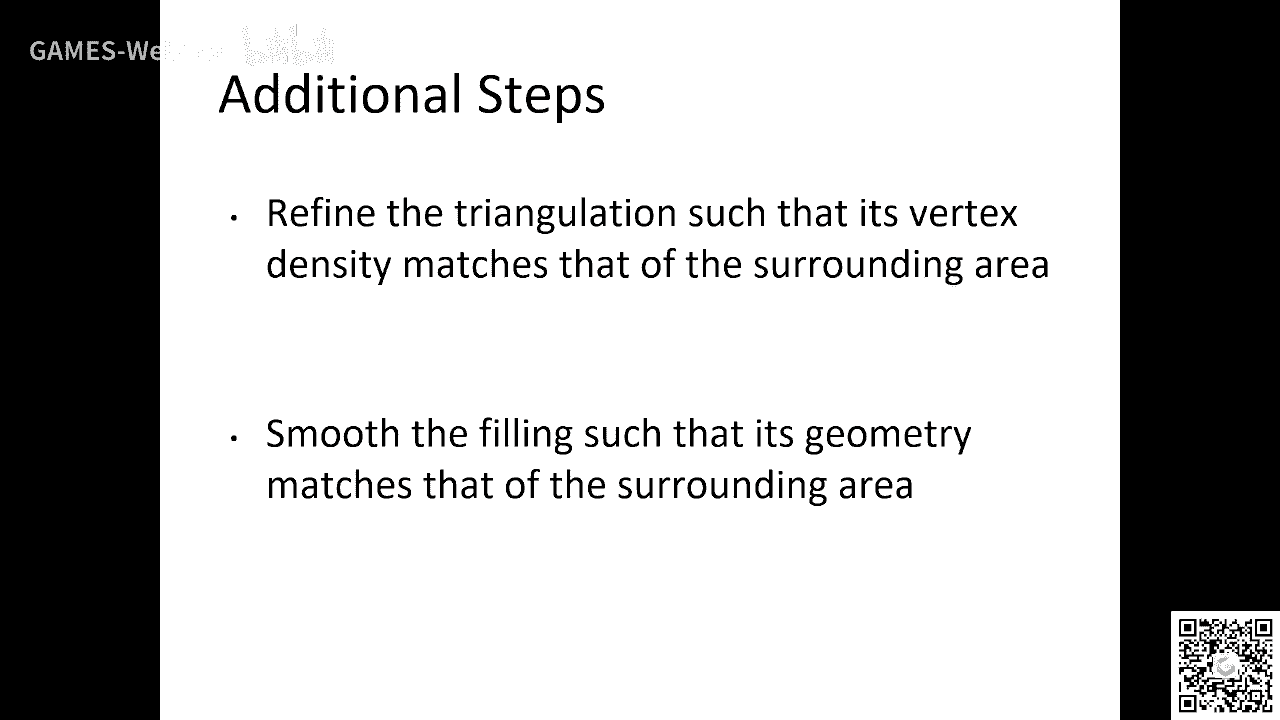 GAMES-We
Additional Steps
• Refine the triangulation such that its vertex
density matches that of the surrounding area
• Smooth the filling such that its geometry
matches that of the surrounding area